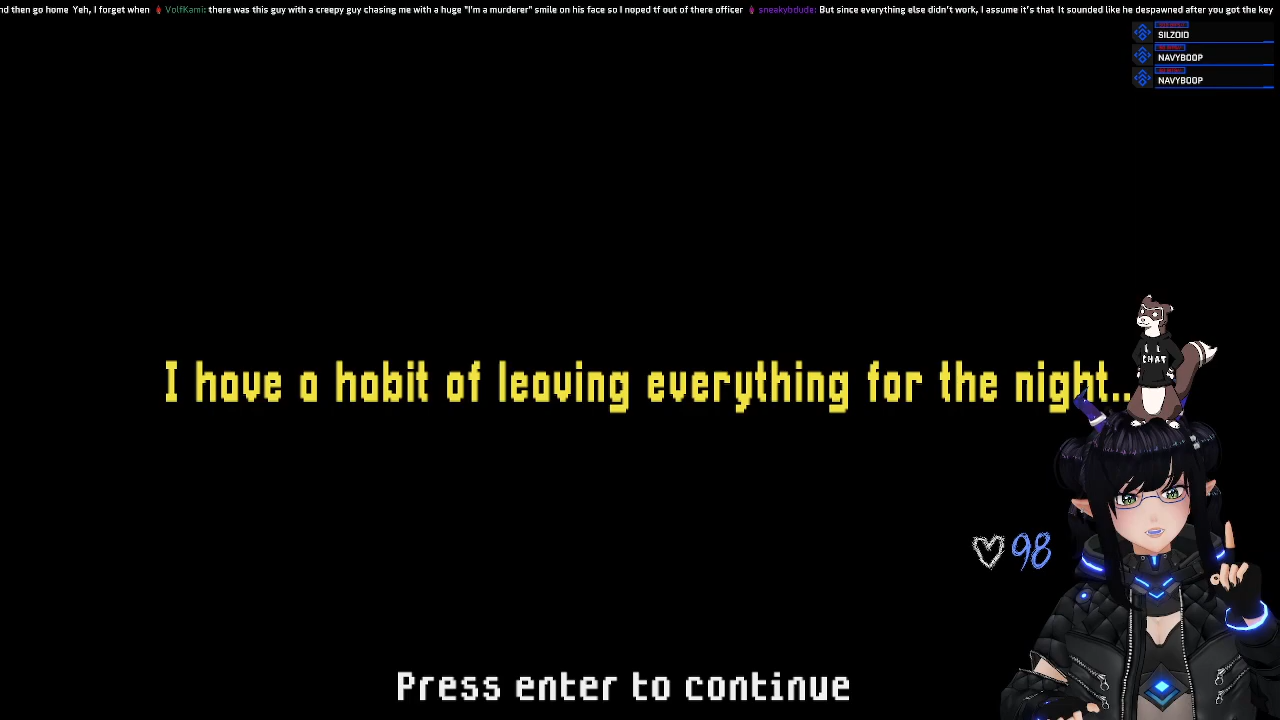 nd then go home Yeh, I forget when VolfKami: there was this guy with a creepy guy chasing me with a huge "I'm a murderer" smile on his face so I noped tf out of there officer sneakybdude: But since everything else didn't work, I assume it's that It sounded like he despawned after you got the key
SILZOID
NAVYBOOP
NAVYBOOP
CHAT
I have a habit of leaving everything for the night..
98
Press enter to continue